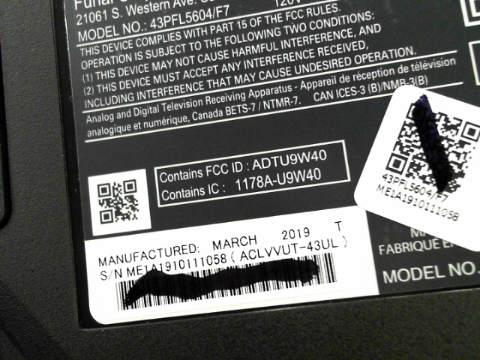 21061 S. Western Ave.
MODEL NO.: 43PFL5604/F7 120V
THIS DEVICE COMPLIES WITH PART 15 OF THE FCC RULES.
OPERATION IS SUBJECT TO THE FOLLOWING TWO CONDITIONS:
(1) THIS DEVICE MAY NOT CAUSE HARMFUL INTERFERENCE, AND
(2) THIS DEVICE MUST ACCEPT ANY INTERFERENCE RECEIVED,
INCLUDING INTERFERENCE THAT MAY CAUSE UNDESIRED OPERATION.
Analog and Digital Television Receiving Apparatus - Appareil de réception de télévision
analogique et numérique, Canada BETS-7 / NTMR-7. CAN ICES-3 (B)/NMB-3(B)
Contains FCC ID : ADTU9W40
Contains IC : 1178A-U9W40
43PFL5604/F7
ME1A1910111058
MANUFACTURED: MARCH 2019 T
S/N ME1A1910111058 ( ACLVVUT-43UL )
FABRIQUÉ EN
MODEL NO.